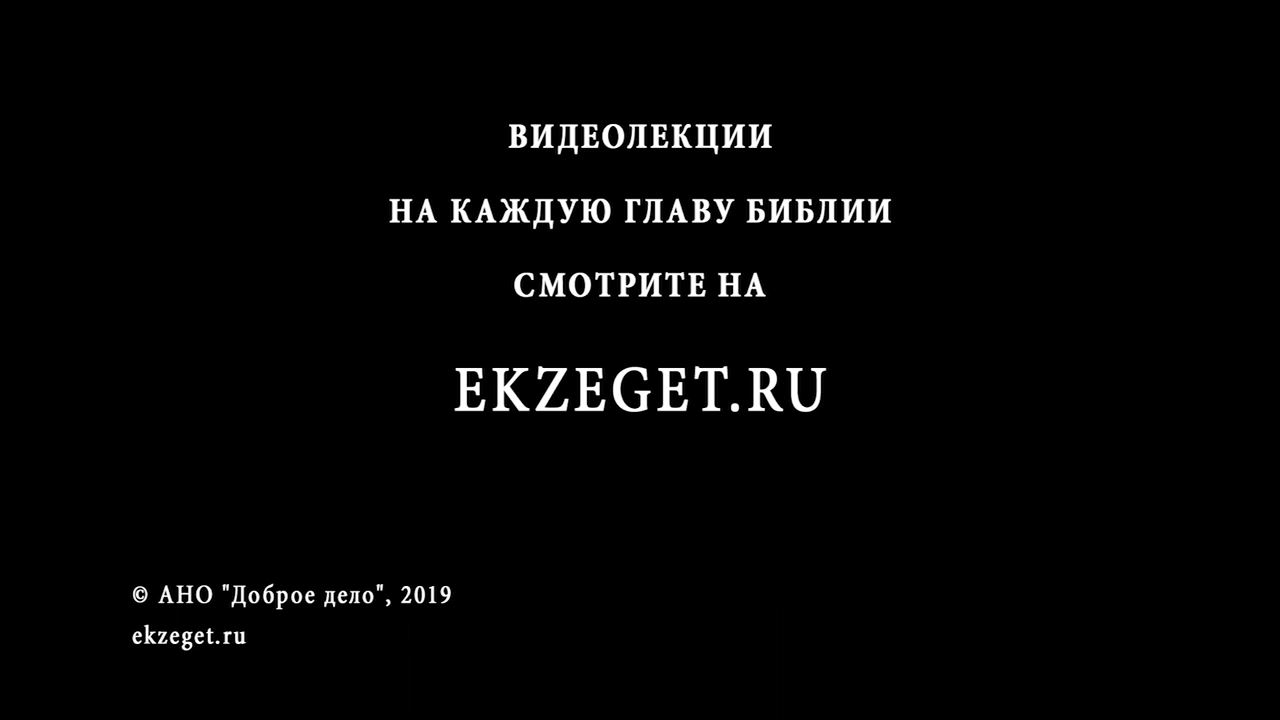 ВИДЕОЛЕКЦИИ
НА КАЖДУЮ ГЛАВУ БИБЛИИ
СМОТРИТЕ НА
EKZEGET.RU
© АНО "Доброе дело", 2019
ekzeget.ru